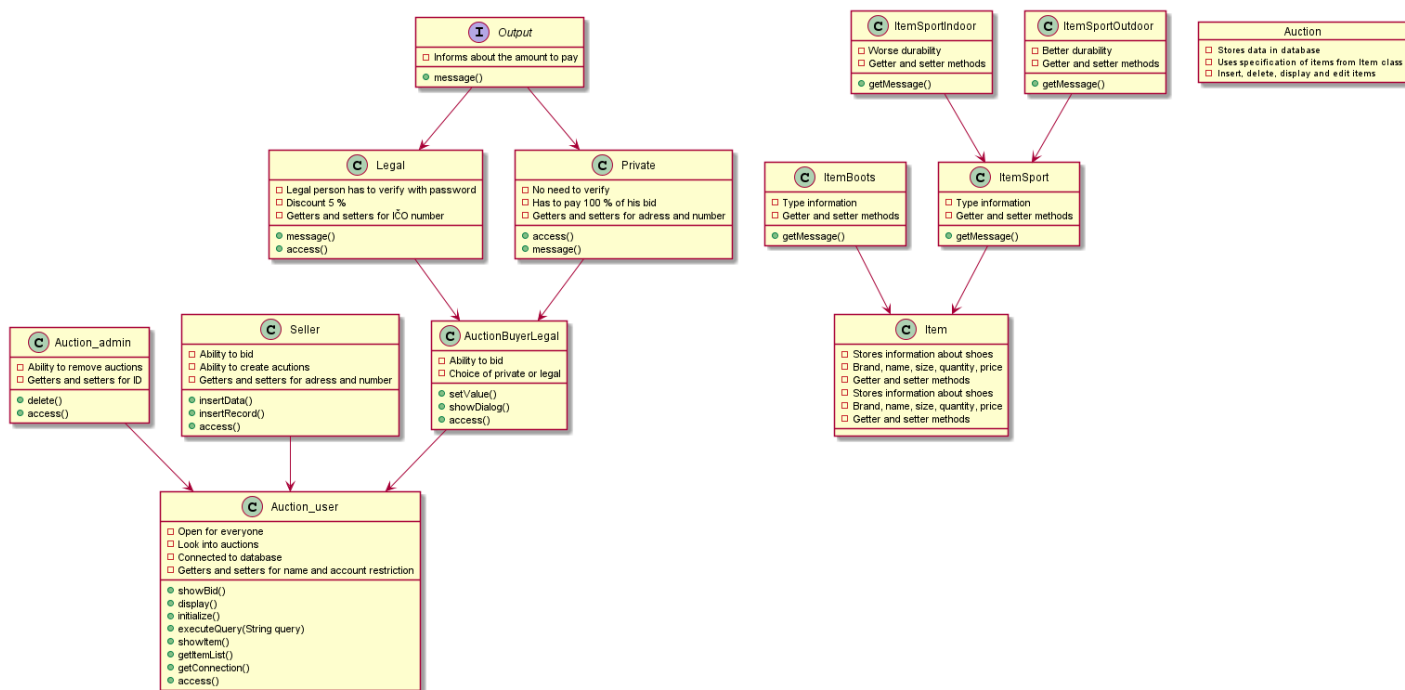 I Output
Informs about the amount to pay
message()
C ItemSportIndoor
Worse durability
Getter and setter methods
getMessage()
C ItemSportOutdoor
Better durability
Getter and setter methods
getMessage()
Auction
Stores data in database
Uses specification of items from Item class
Insert, delete, display and edit items
C Legal
Legal person has to verify with password
Discount 5 %
Getters and setters for IČO number
message()
access()
C Private
No need to verify
Has to pay 100 % of his bid
Getters and setters for adress and number
access()
message()
C ItemBoots
Type information
Getter and setter methods
getMessage()
C ItemSport
Type information
Getter and setter methods
getMessage()
C Auction_admin
Ability to remove auctions
Getters and setters for ID
delete()
access()
C Seller
Ability to bid
Ability to create acutions
Getters and setters for adress and number
insertData()
insertRecord()
access()
C AuctionBuyerLegal
Ability to bid
Choice of private or legal
setValue()
showDialog()
access()
C Item
Stores information about shoes
Brand, name, size, quantity, price
Getter and setter methods
Stores information about shoes
Brand, name, size, quantity, price
Getter and setter methods
C Auction_user
Open for everyone
Look into auctions
Connected to database
Getters and setters for name and account restriction
showBid()
display()
initialize()
executeQuery(String query)
showItem()
getItemList()
getConnection()
access()